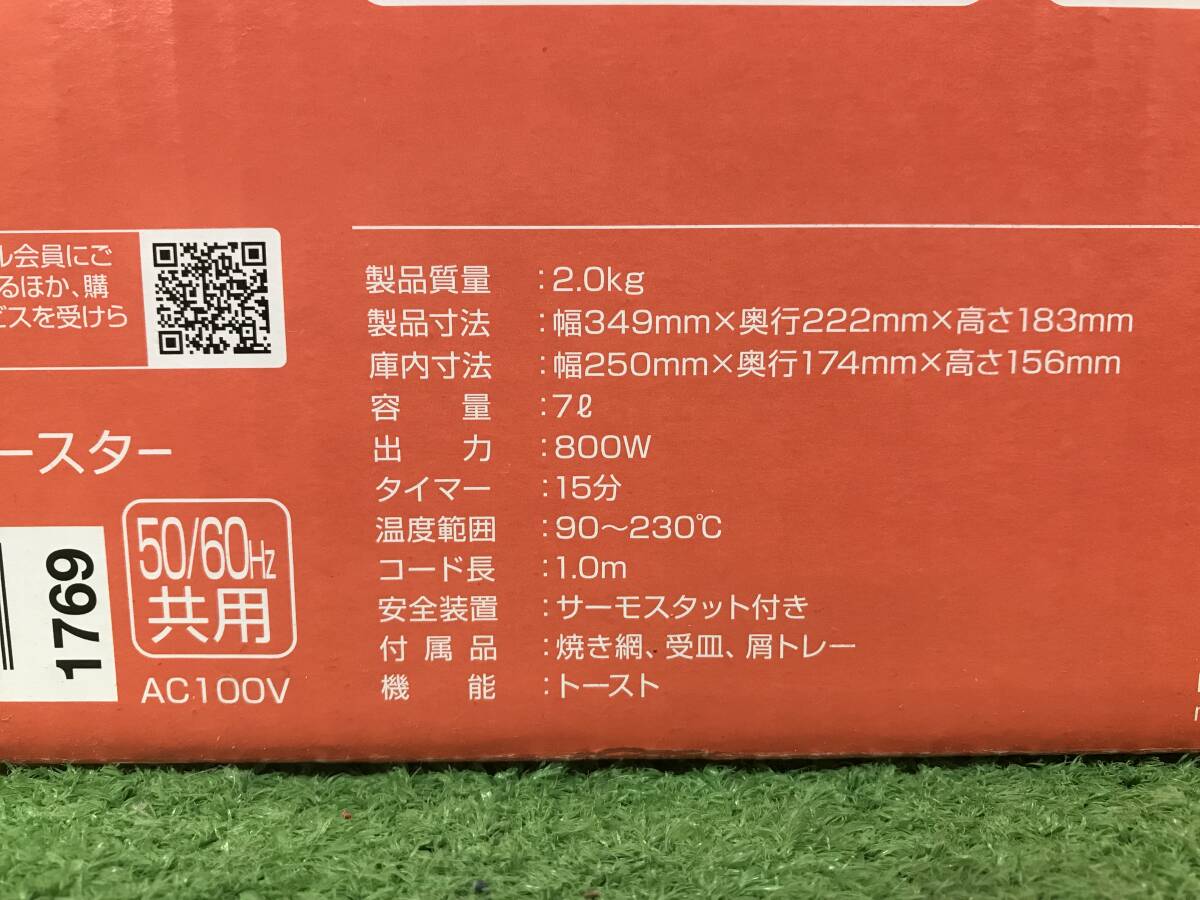 ル会員にご
るほか、購
ビスを受けら
ースター
1769
50/60Hz
共用
AC100V
製品質量 :2.0kg
製品寸法 :幅349mm×奥行222mm×高さ183mm
庫内寸法 :幅250mm×奥行174mm×高さ156mm
容量 :7ℓ
出力 :800W
タイマー :15分
温度範囲 :90~230℃
コード長 :1.0m
安全装置 :サーモスタット付き
付属品 :焼き網、受皿、屑トレー
機能 :トースト